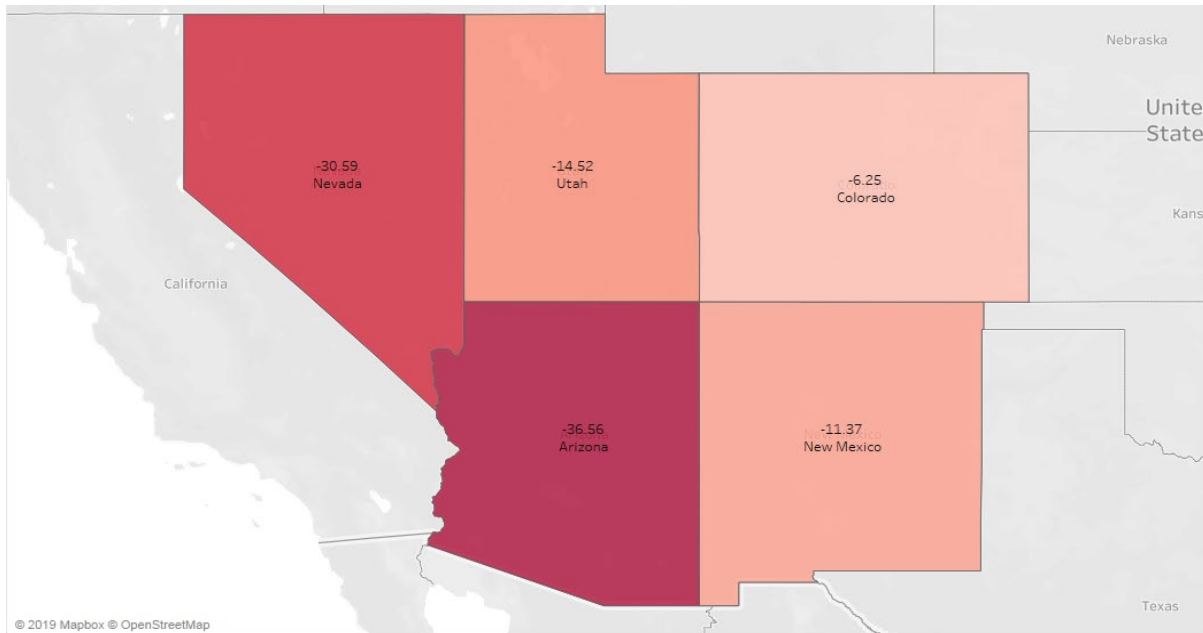 Nebraska
United
State
-30.59
Nevada
-14.52
Utah
-6.25
Colorado
Kans
California
-36.56
Arizona
-11.37
New Mexico
Texas
© 2019 Mapbox © OpenStreetMap